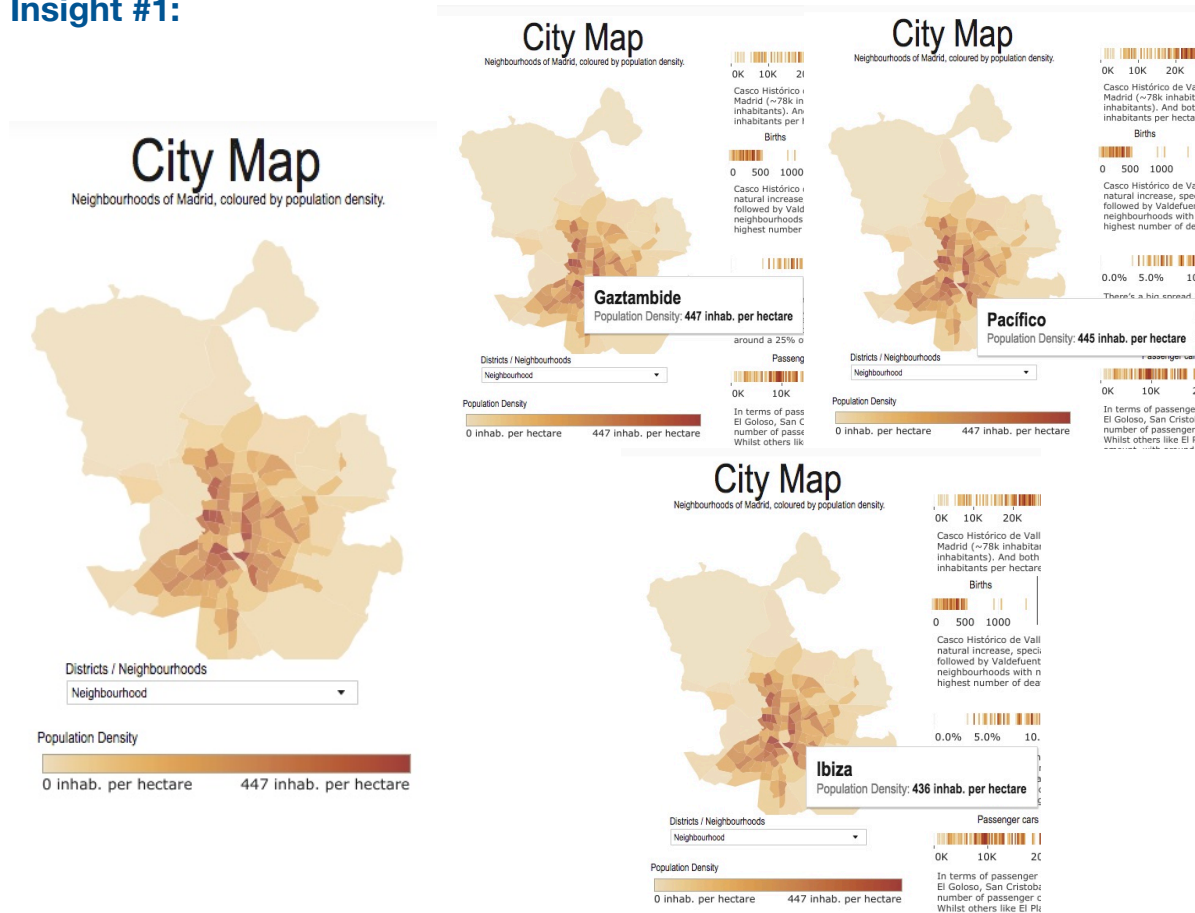 Insight #1:
City Map
Neighbourhoods of Madrid, coloured by population density.
Districts / Neighbourhoods
Neighbourhood
Population Density
0 inhab. per hectare 447 inhab. per hectare
City Map
Neighbourhoods of Madrid, coloured by population density.
Gaztambide
Population Density: 447 inhab. per hectare
Districts / Neighbourhoods
Neighbourhood
Population Density
0 inhab. per hectare 447 inhab. per hectare
0K 10K 2
Casco Histórico
Madrid (~78k in
inhabitants). An
inhabitants per
Births
0 500 1000
Casco Histórico
natural increase
followed by Vald
neighbourhoods
highest number
around a 25% o
Passeng
0K 10K
In terms of pass
El Goloso, San C
number of passe
Whilst others lik
City Map
Neighbourhoods of Madrid, coloured by population density.
Pacífico
Population Density: 445 inhab. per hectare
Districts / Neighbourhoods
Neighbourhood
Population Density
0 inhab. per hectare 447 inhab. per hectare
0K 10K 20K
Casco Histórico de Va
Madrid (~78k inhabit
inhabitants). And bot
inhabitants per hecta
Births
0 500 1000
Casco Histórico de Va
natural increase, spe
followed by Valdefue
neighbourhoods with
highest number of de
0.0% 5.0% 10
There's a big spread
Passenger car
0K 10K 2
In terms of passenge
El Goloso, San Cristo
number of passenger
Whilst others like El P
City Map
Neighbourhoods of Madrid, coloured by population density.
Ibiza
Population Density: 436 inhab. per hectare
Districts / Neighbourhoods
Neighbourhood
Population Density
0 inhab. per hectare 447 inhab. per hectare
0K 10K 20K
Casco Histórico de Vall
Madrid (~78k inhabitan
inhabitants). And both
inhabitants per hectare
Births
0 500 1000
Casco Histórico de Vall
natural increase, specia
followed by Valdefuent
neighbourhoods with n
highest number of dea
0.0% 5.0% 10.
Passenger cars
0K 10K 20
In terms of passenger
El Goloso, San Cristoba
number of passenger c
Whilst others like El Pla